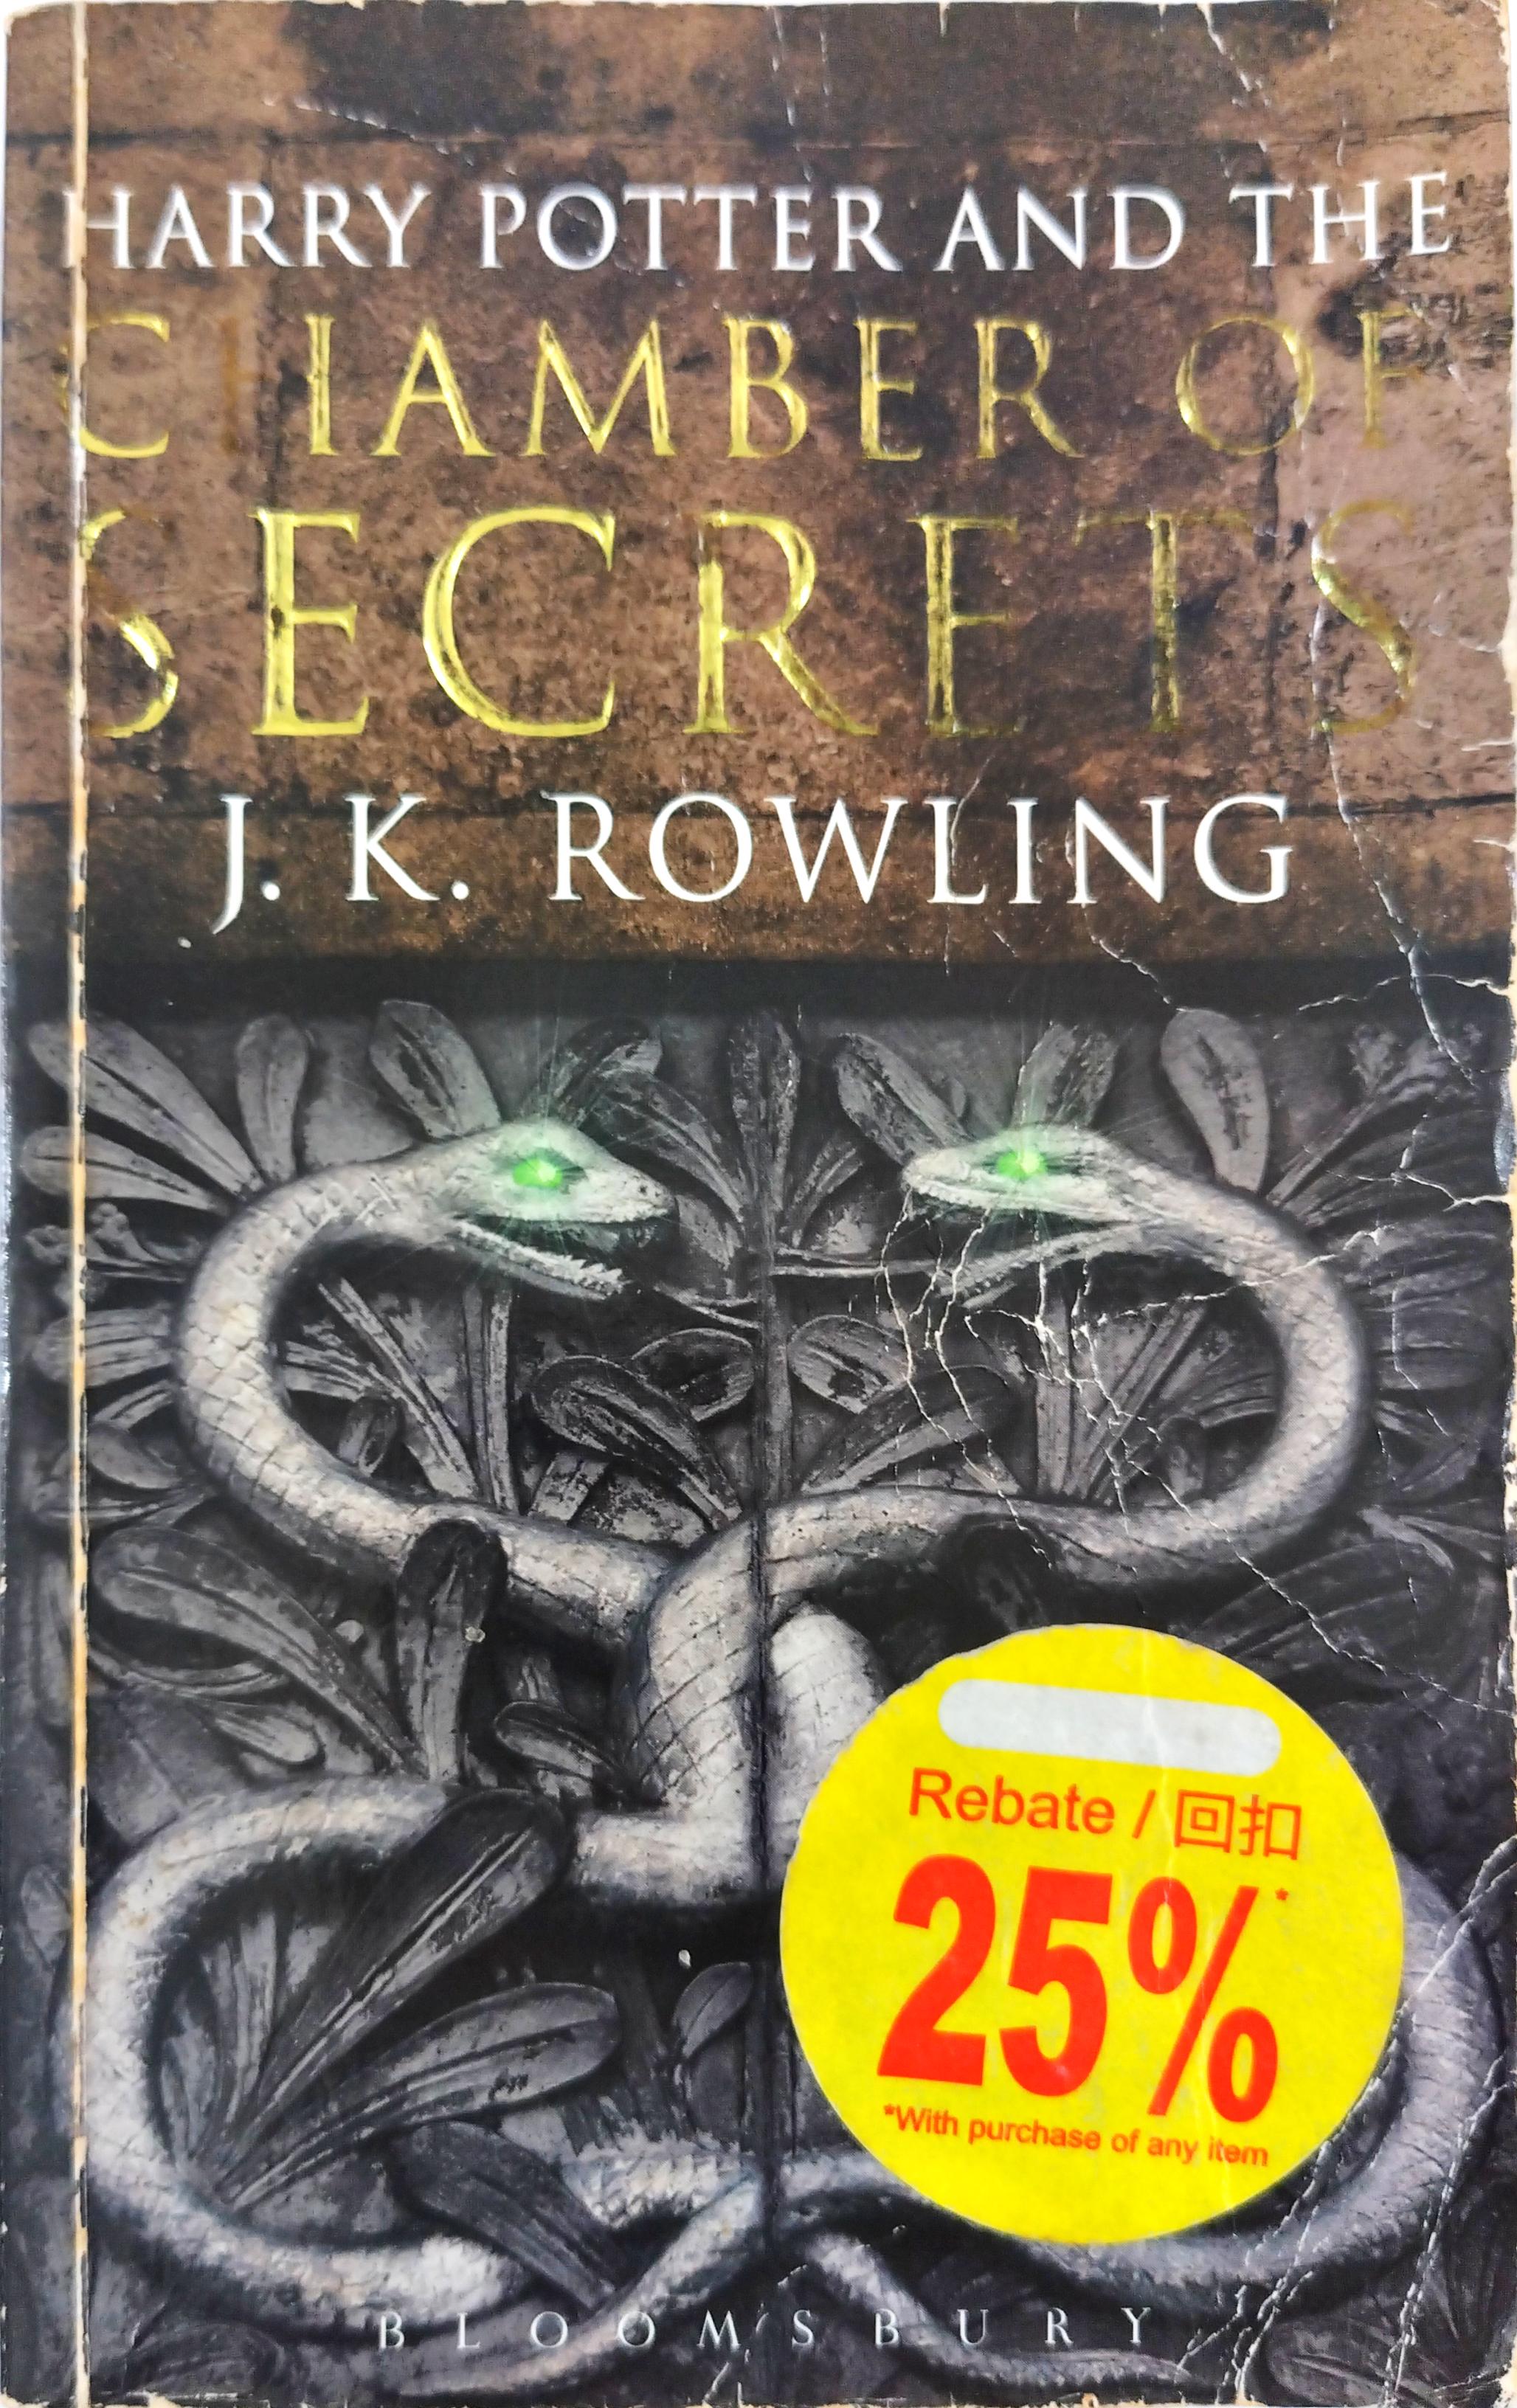 HARRY POTTER AND THE
CHAMBER OF
SECRETS
J. K. ROWLING
Rebate / 回扣
25%*
*With purchase of any item
BLOOMSBURY